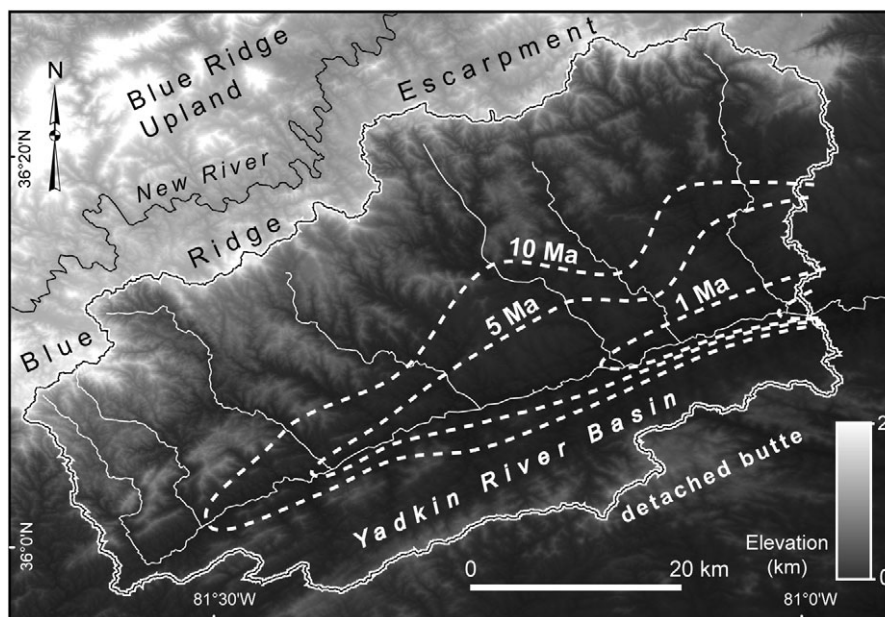 Blue Ridge
Upland
Escarpment
N
36°20'N
New River
Ridge
10 Ma
5 Ma
1 Ma
Blue
Yadkin River Basin
detached butte
2
Elevation
(km)
0
36°0'N
0
20 km
81°30'W
81°0'W